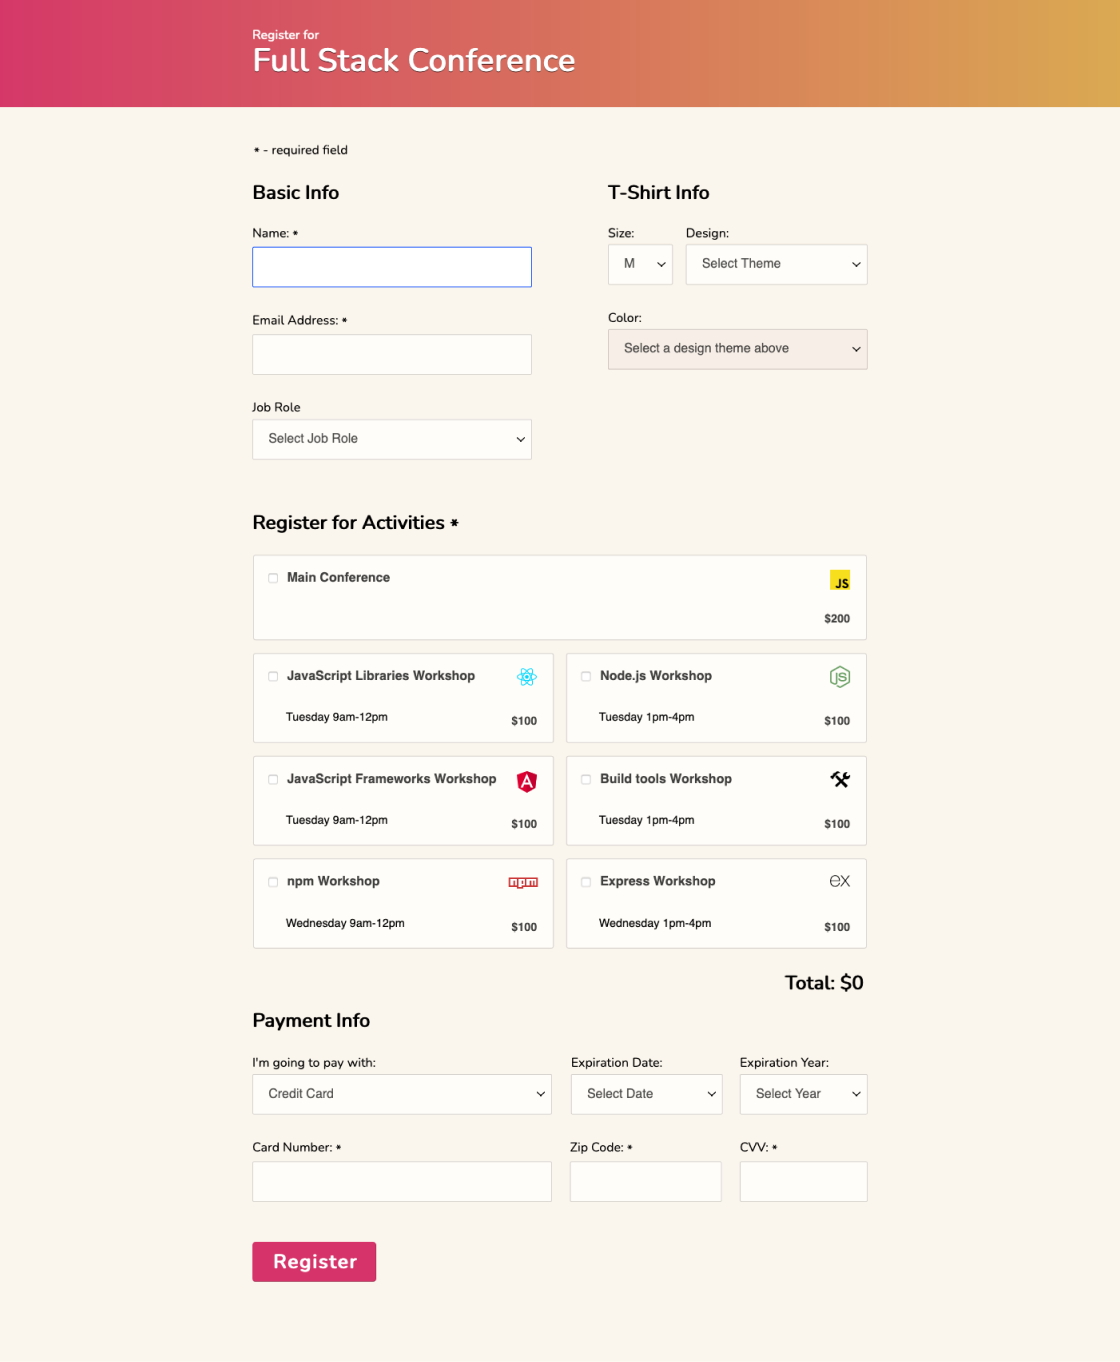 Register for
Full Stack Conference
* - required field
Basic Info
Name: *
Email Address: *
Job Role
Select Job Role
T-Shirt Info
Size:
Design:
M
Select Theme
Color:
Select a design theme above
Register for Activities *
Main Conference
JS
$200
JavaScript Libraries Workshop
Tuesday 9am-12pm
$100
Node.js Workshop
JS
Tuesday 1pm-4pm
$100
JavaScript Frameworks Workshop
A
Tuesday 9am-12pm
$100
Build tools Workshop
Tuesday 1pm-4pm
$100
npm Workshop
npm
Wednesday 9am-12pm
$100
Express Workshop
ex
Wednesday 1pm-4pm
$100
Total: $0
Payment Info
I'm going to pay with:
Expiration Date:
Expiration Year:
Credit Card
Select Date
Select Year
Card Number: *
Zip Code: *
CVV: *
Register